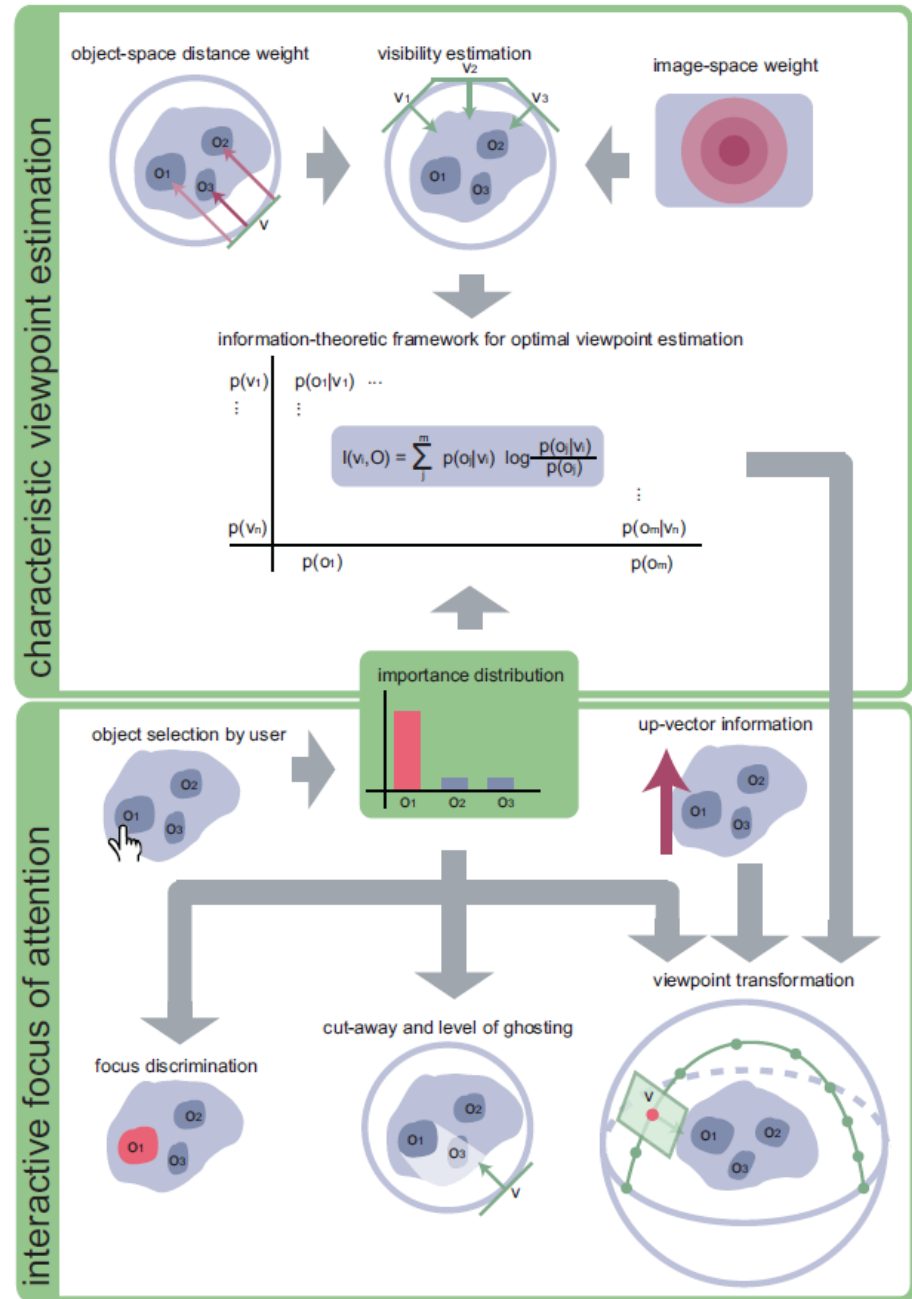 characteristic viewpoint estimation
object-space distance weight
visibility estimation
image-space weight
O1
O2
O3
v
v1
v2
v3
O1
O2
O3
information-theoretic framework for optimal viewpoint estimation
p(v1)
p(o1|v1) ...
⋮
⋮
I(vi,O) = ∑ m j p(oj|vi) log p(oj|vi) / p(oj)
⋮
p(vn)
p(om|vn)
p(o1)
p(om)
interactive focus of attention
importance distribution
O1 O2 O3
object selection by user
O1
O2
O3
up-vector information
O1
O2
O3
focus discrimination
O1
O2
O3
cut-away and level of ghosting
O1
O2
O3
v
viewpoint transformation
v
O1
O2
O3